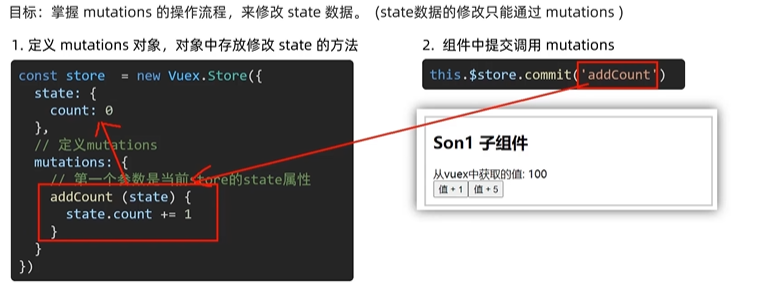 目标：掌握 mutations 的操作流程，来修改 state 数据。 (state数据的修改只能通过 mutations )
1. 定义 mutations 对象，对象中存放修改 state 的方法
const store  = new Vuex.Store({
  state: {
    count: 0
  },
  // 定义mutations
  mutations: {
    // 第一个参数是当前store的state属性
    addCount (state) {
      state.count += 1
    }
  }
})
2. 组件中提交调用 mutations
this.$store.commit('addCount')
Son1 子组件
从vuex中获取的值: 100
值 + 1 值 + 5